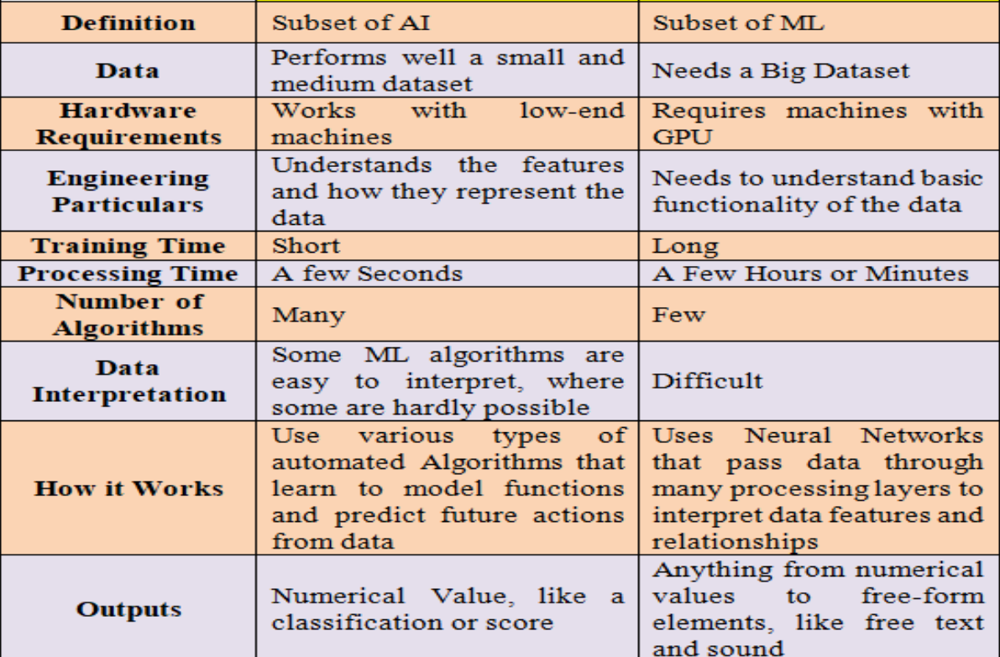 Definition
Subset of AI
Subset of ML
Data
Performs well a small and
medium dataset
Needs a Big Dataset
Hardware
Requirements
Works with low-end
machines
Requires machines with
GPU
Engineering
Particulars
Understands the features
and how they represent the
data
Needs to understand basic
functionality of the data
Training Time
Short
Long
Processing Time
A few Seconds
A Few Hours or Minutes
Number of
Algorithms
Many
Few
Data
Interpretation
Some ML algorithms are
easy to interpret, where
some are hardly possible
Difficult
How it Works
Use various types of
automated Algorithms that
learn to model functions
and predict future actions
from data
Uses Neural Networks
that pass data through
many processing layers to
interpret data features and
relationships
Outputs
Numerical Value, like a
classification or score
Anything from numerical
values to free-form
elements, like free text
and sound